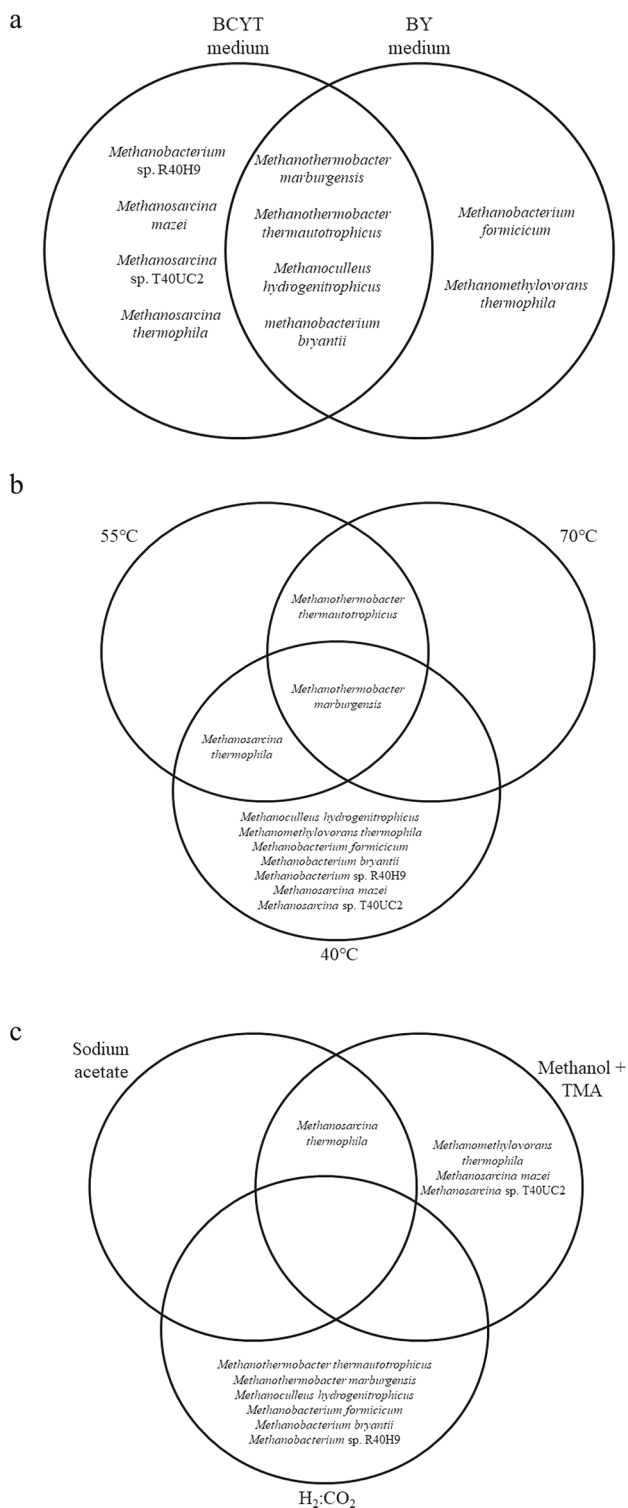 a
BCYT
medium
BY
medium
Methanobacterium
sp. R40H9
Methanosarcina
mazei
Methanosarcina
sp. T40UC2
Methanosarcina
thermophila
Methanothermobacter
marburgensis
Methanothermobacter
thermautotrophicus
Methanoculleus
hydrogenitrophicus
methanobacterium
bryantii
Methanobacterium
formicicum
Methanomethylovorans
thermophila
b
55°C
70°C
Methanothermobacter
thermautotrophicus
Methanothermobacter
marburgensis
Methanosarcina
thermophila
Methanoculleus hydrogenitrophicus
Methanomethylovorans thermophila
Methanobacterium formicicum
Methanobacterium bryantii
Methanobacterium sp. R40H9
Methanosarcina mazei
Methanosarcina sp. T40UC2
40°C
c
Sodium
acetate
Methanol +
TMA
Methanosarcina
thermophila
Methanomethylovorans
thermophila
Methanosarcina mazei
Methanosarcina sp. T40UC2
Methanothermobacter thermautotrophicus
Methanothermobacter marburgensis
Methanoculleus hydrogenitrophicus
Methanobacterium formicicum
Methanobacterium bryantii
Methanobacterium sp. R40H9
H₂:CO₂